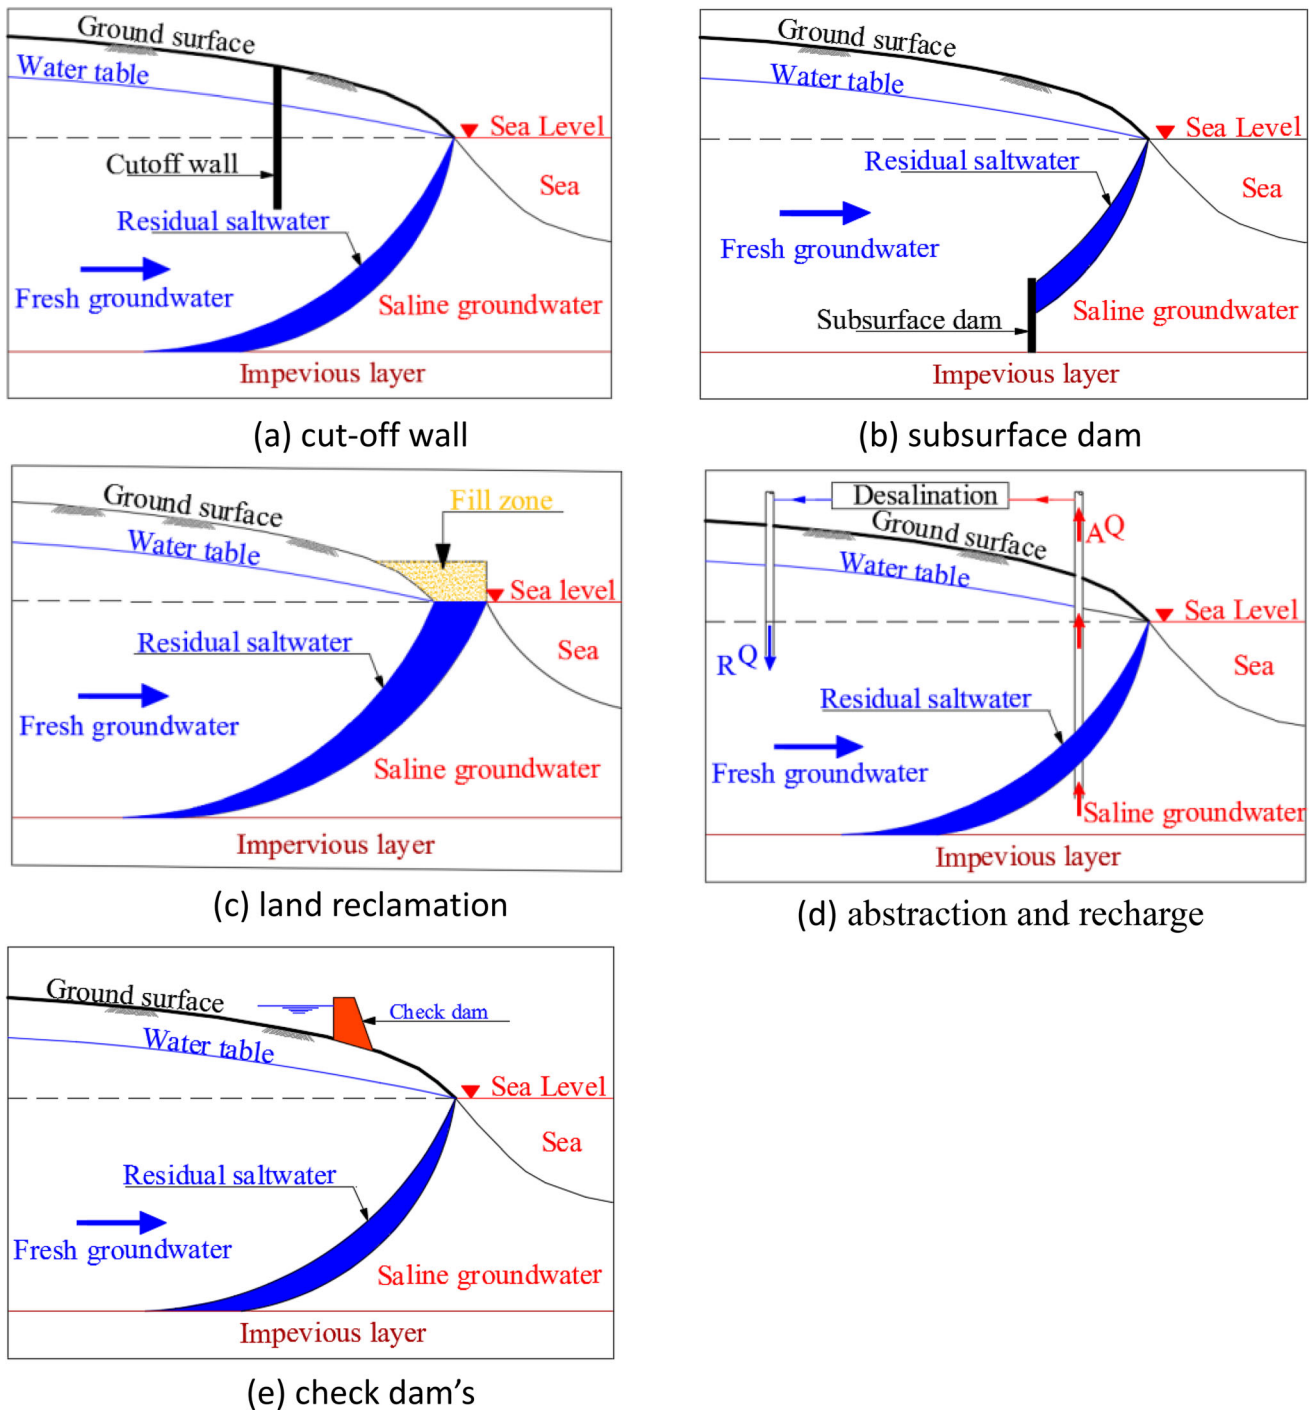 Ground surface
Water table
Sea Level
Cutoff wall
Sea
Residual saltwater
Fresh groundwater
Saline groundwater
Impevious layer
(a) cut-off wall
Ground surface
Water table
Sea Level
Residual saltwater
Sea
Fresh groundwater
Saline groundwater
Subsurface dam
Impevious layer
(b) subsurface dam
Ground surface
Fill zone
Water table
Sea level
Residual saltwater
Sea
Fresh groundwater
Saline groundwater
Impervious layer
(c) land reclamation
Desalination
AQ
Ground surface
Water table
Sea Level
RQ
Sea
Residual saltwater
Fresh groundwater
Saline groundwater
Impevious layer
(d) abstraction and recharge
Ground surface
Check dam
Water table
Sea Level
Sea
Residual saltwater
Fresh groundwater
Saline groundwater
Impevious layer
(e) check dam’s